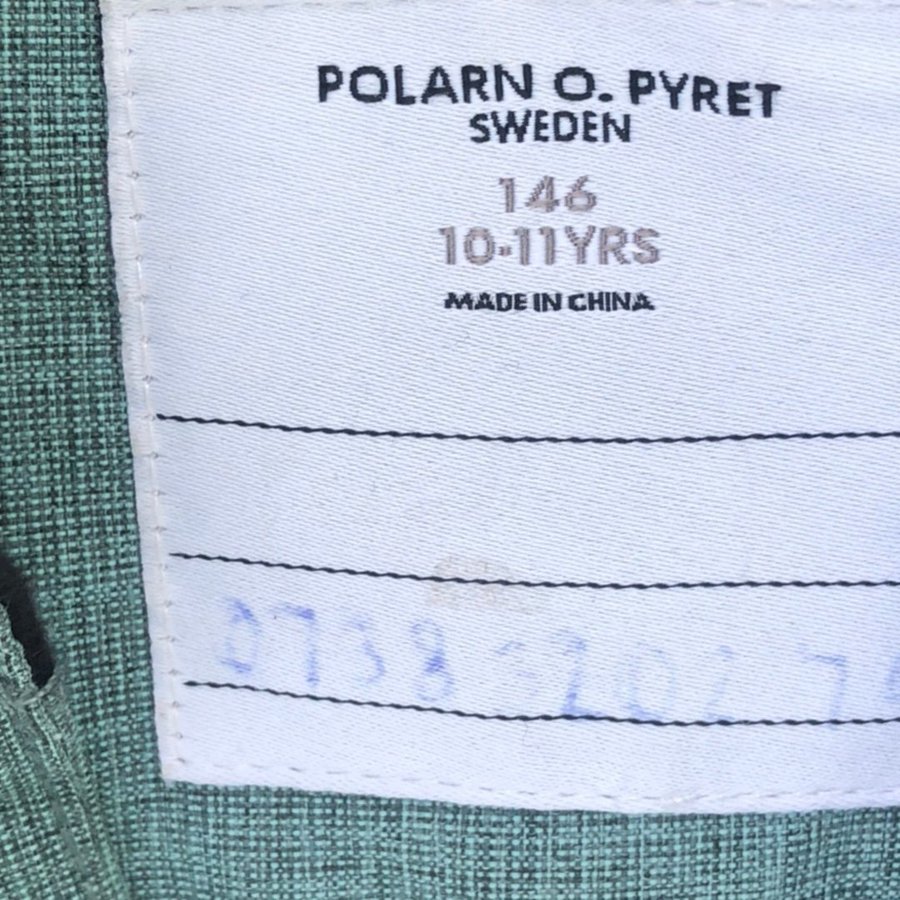 POLARN O. PYRET
SWEDEN
146
10-11YRS
MADE IN CHINA
0738